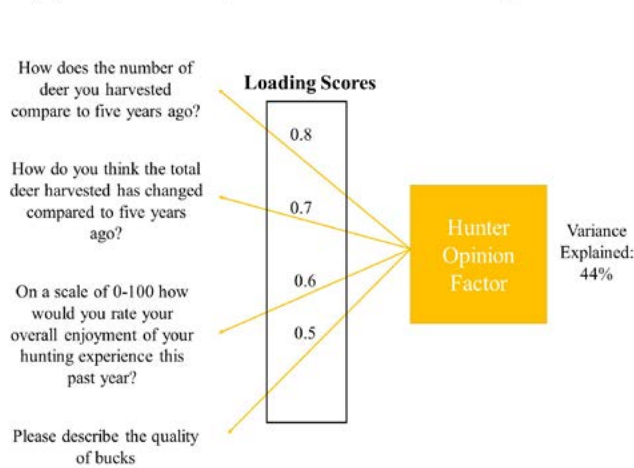 How does the number of
deer you harvested
compare to five years ago?
Loading Scores
0.8
How do you think the total
deer harvested has changed
compared to five years
ago?
0.7
Hunter
Opinion
Factor
Variance
Explained:
44%
On a scale of 0-100 how
would you rate your
overall enjoyment of your
hunting experience this
past year?
0.6
0.5
Please describe the quality
of bucks